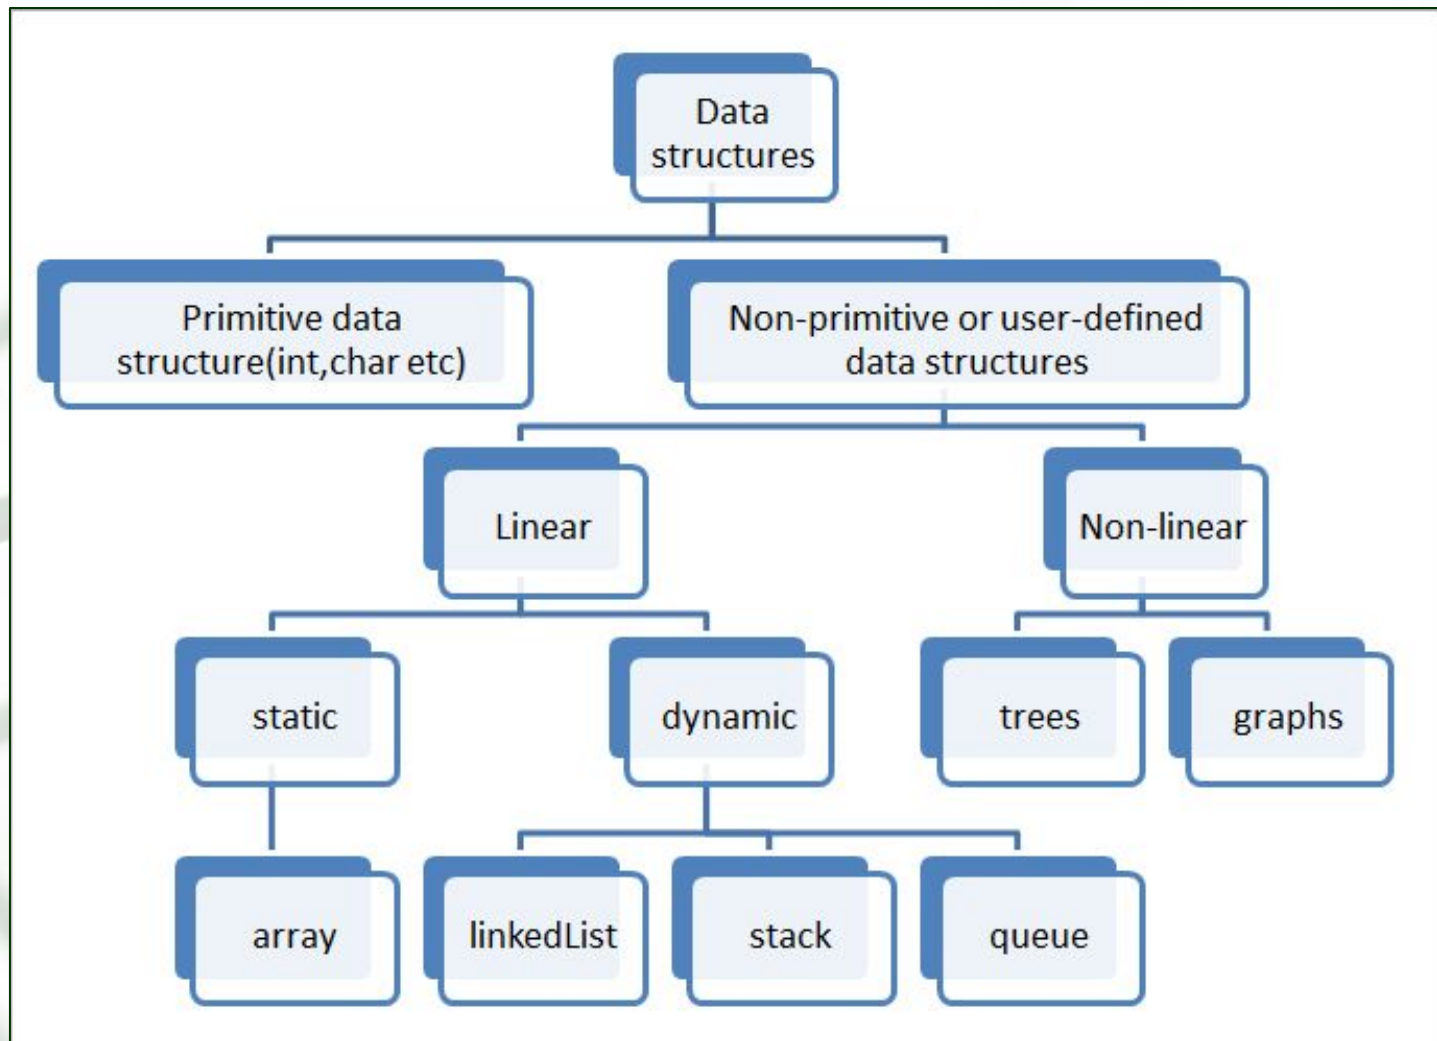 Data
structures
Primitive data
structure(int,char etc)
Non-primitive or user-defined
data structures
Linear
Non-linear
static
dynamic
trees
graphs
array
linkedList
stack
queue